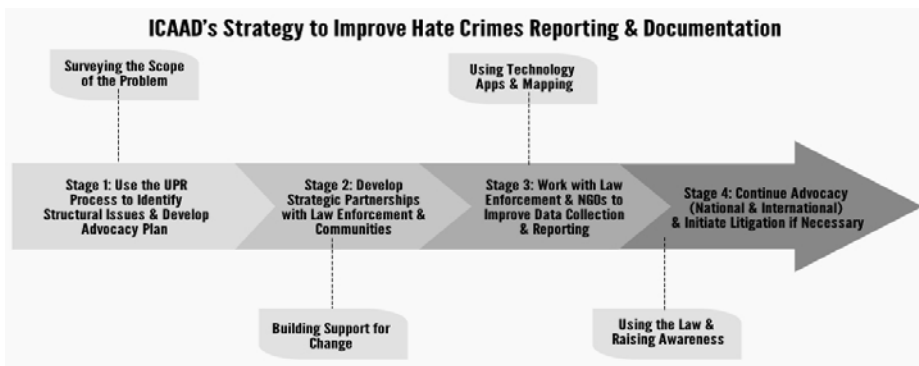 ICAAD's Strategy to Improve Hate Crimes Reporting & Documentation
Surveying the Scope
of the Problem
Using Technology
Apps & Mapping
Stage 1: Use the UPR
Process to Identify
Structural Issues & Develop
Advocacy Plan
Stage 2: Develop
Strategic Partnerships
with Law Enforcement &
Communities
Stage 3: Work with Law
Enforcement & NGOs to
Improve Data Collection
& Reporting
Stage 4: Continue Advocacy
(National & International)
& Initiate Litigation if Necessary
Building Support for
Change
Using the Law &
Raising Awareness